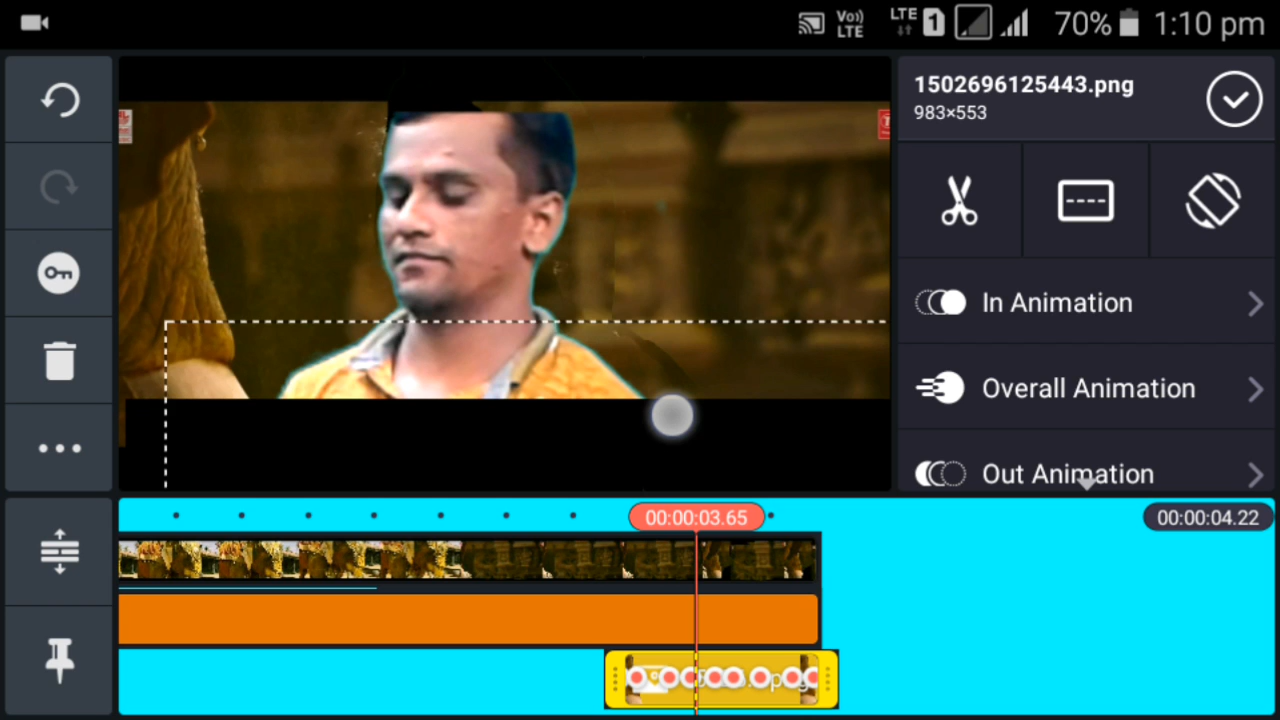 Vo)) LTE LTE 1 70% 1:10 pm
1502696125443.png
983×553
In Animation
Overall Animation
Out Animation
00:00:03.65
00:00:04.22